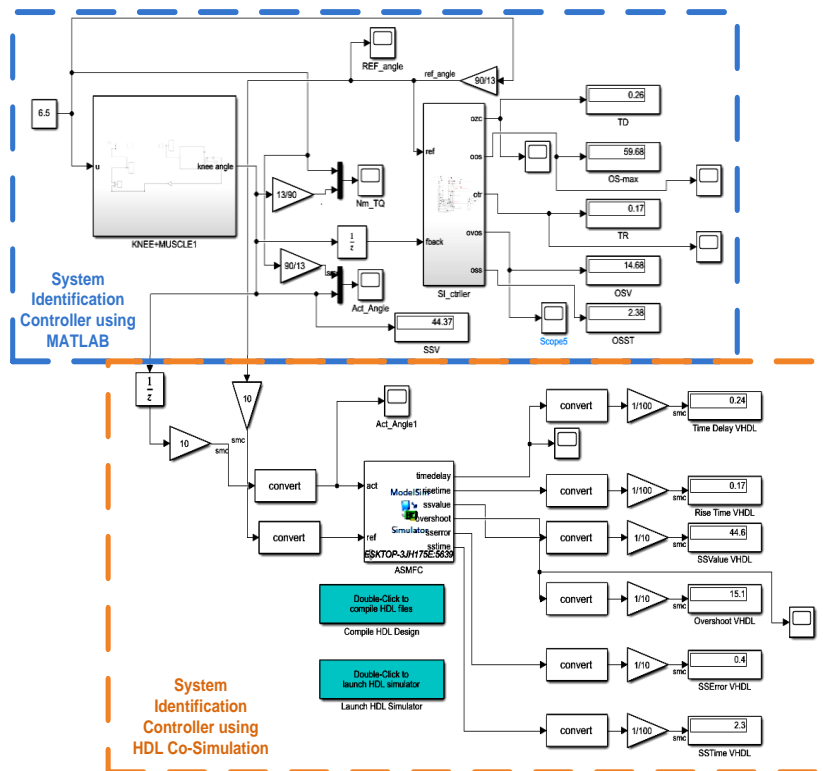 REF_angle
ref_angle
90/13
6.5
u
knee angle
KNEE+MUSCLE1
13/90
Nm_TQ
1
z
90/13
Act_Angle
44.37
SSV
ref
fback
ozc
oos
otr
ovos
oss
SI_ctrller
0.26
TD
59.68
OS-max
0.17
TR
14.68
OSV
2.38
OSST
Scope5
System
Identification
Controller using
MATLAB
1
z
10
smc
10
smc
Act_Angle1
convert
convert
act
ref
timedelay
risetime
ssvalue
overshoot
sserror
sstime
ModelSim
Simulator
ESKTOP-3JH175E:5639
ASMFC
convert
1/100
smc
0.24
Time Delay VHDL
convert
1/100
smc
0.17
Rise Time VHDL
convert
1/10
smc
44.6
SSValue VHDL
convert
1/10
smc
15.1
Overshoot VHDL
convert
1/10
smc
0.4
SSError VHDL
convert
1/100
smc
2.3
SSTime VHDL
Double-Click to
compile HDL files
Compile HDL Design
Double-Click to
launch HDL simulator
Launch HDL Simulator
System
Identification
Controller using
HDL Co-Simulation